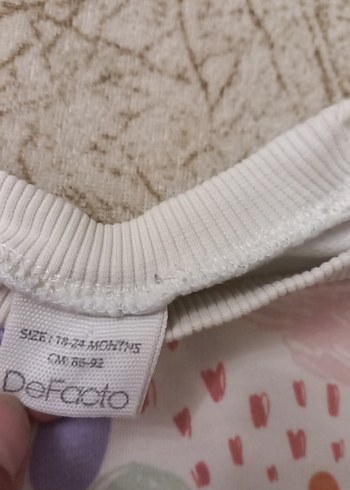 SIZE: 18-24 MONTHS
CM: 86-92
DeFacto